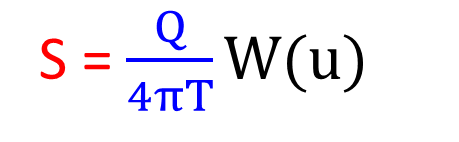 S = Q/4πT W(u)